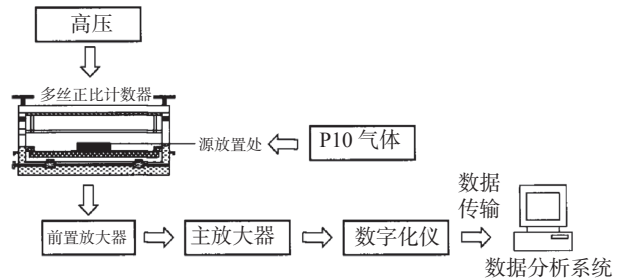 高压
多丝正比计数器
源放置处
P10 气体
前置放大器
主放大器
数字化仪
数据
传输
数据分析系统